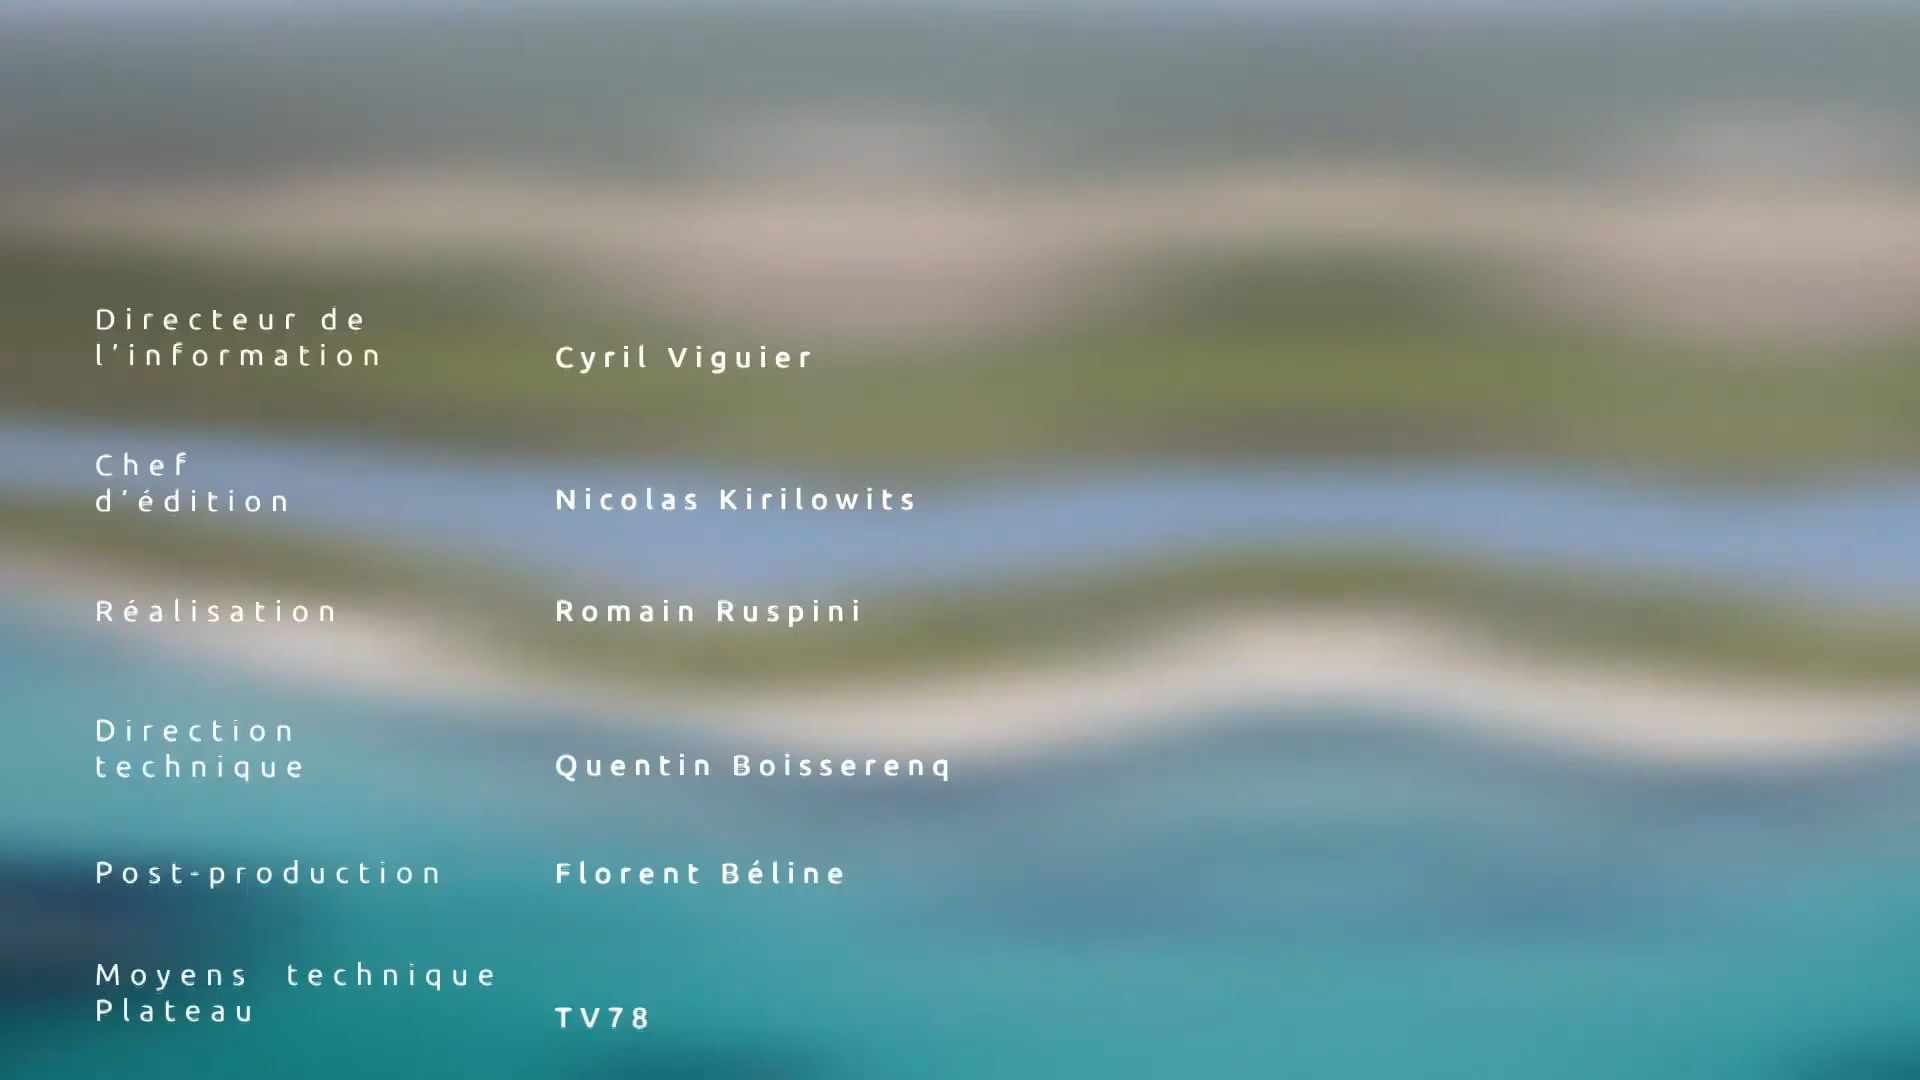 Directeur de
l'information
Cyril Viguier
Chef
d'édition
Nicolas Kirilowits
Réalisation
Romain Ruspini
Direction
technique
Quentin Boisserenq
Post-production
Florent Béline
Moyens technique
Plateau
TV78